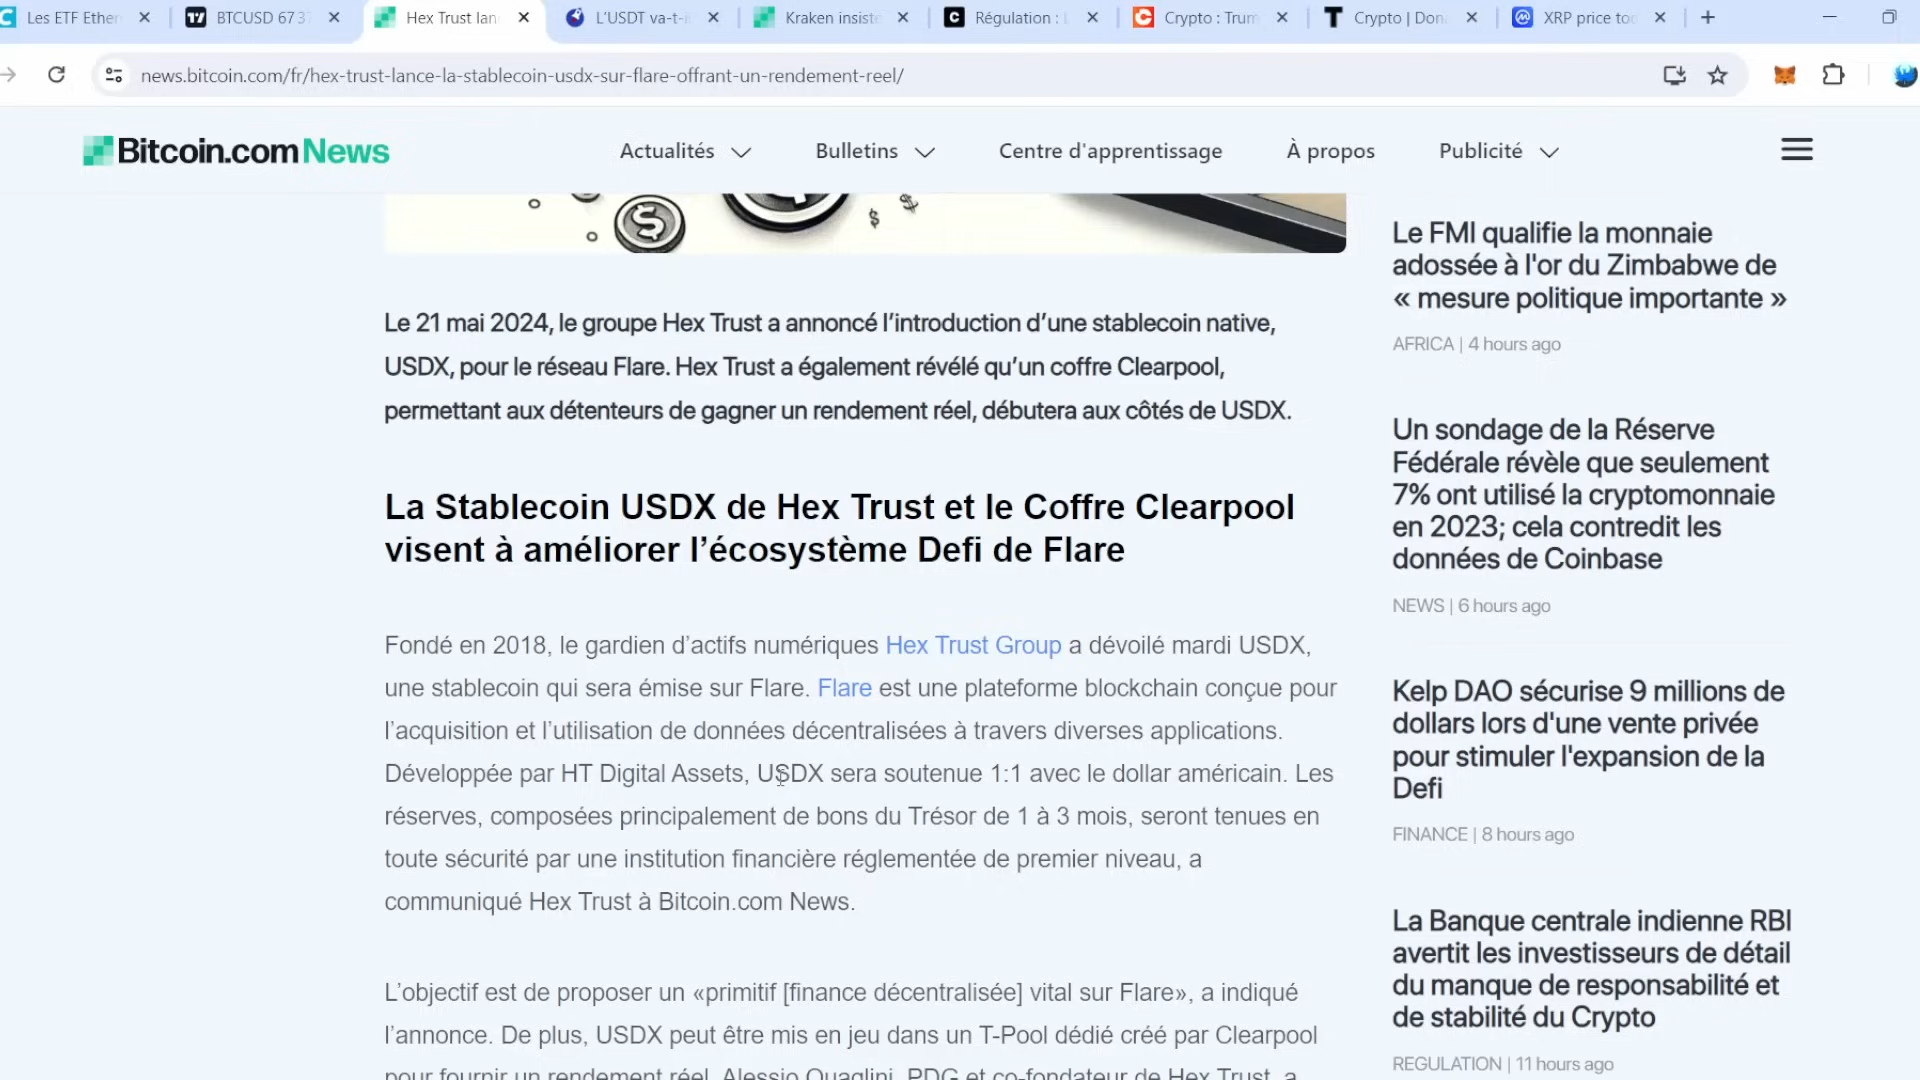 Les ETF Ether
BTCUSD 67 3
Hex Trust lan
L'USDT va-t-i
Kraken insiste
Régulation :
Crypto : Trum
Crypto | Don
XRP price too
news.bitcoin.com/fr/hex-trust-lance-la-stablecoin-usdx-sur-flare-offrant-un-rendement-reel/
Bitcoin.com News
Actualités
Bulletins
Centre d'apprentissage
À propos
Publicité
Le 21 mai 2024, le groupe Hex Trust a annoncé l’introduction d’une stablecoin native,
USDX, pour le réseau Flare. Hex Trust a également révélé qu’un coffre Clearpool,
permettant aux détenteurs de gagner un rendement réel, débutera aux côtés de USDX.
La Stablecoin USDX de Hex Trust et le Coffre Clearpool
visent à améliorer l’écosystème Defi de Flare
Fondé en 2018, le gardien d’actifs numériques Hex Trust Group a dévoilé mardi USDX,
une stablecoin qui sera émise sur Flare. Flare est une plateforme blockchain conçue pour
l’acquisition et l’utilisation de données décentralisées à travers diverses applications.
Développée par HT Digital Assets, USDX sera soutenue 1:1 avec le dollar américain. Les
réserves, composées principalement de bons du Trésor de 1 à 3 mois, seront tenues en
toute sécurité par une institution financière réglementée de premier niveau, a
communiqué Hex Trust à Bitcoin.com News.
L’objectif est de proposer un «primitif [finance décentralisée] vital sur Flare», a indiqué
l’annonce. De plus, USDX peut être mis en jeu dans un T-Pool dédié créé par Clearpool
pour fournir un rendement réel. Alessio Quaglini, PDG et co-fondateur de Hex Trust, a
Le FMI qualifie la monnaie
adossée à l'or du Zimbabwe de
« mesure politique importante »
AFRICA | 4 hours ago
Un sondage de la Réserve
Fédérale révèle que seulement
7% ont utilisé la cryptomonnaie
en 2023; cela contredit les
données de Coinbase
NEWS | 6 hours ago
Kelp DAO sécurise 9 millions de
dollars lors d'une vente privée
pour stimuler l'expansion de la
Defi
FINANCE | 8 hours ago
La Banque centrale indienne RBI
avertit les investisseurs de détail
du manque de responsabilité et
de stabilité du Crypto
REGULATION | 11 hours ago